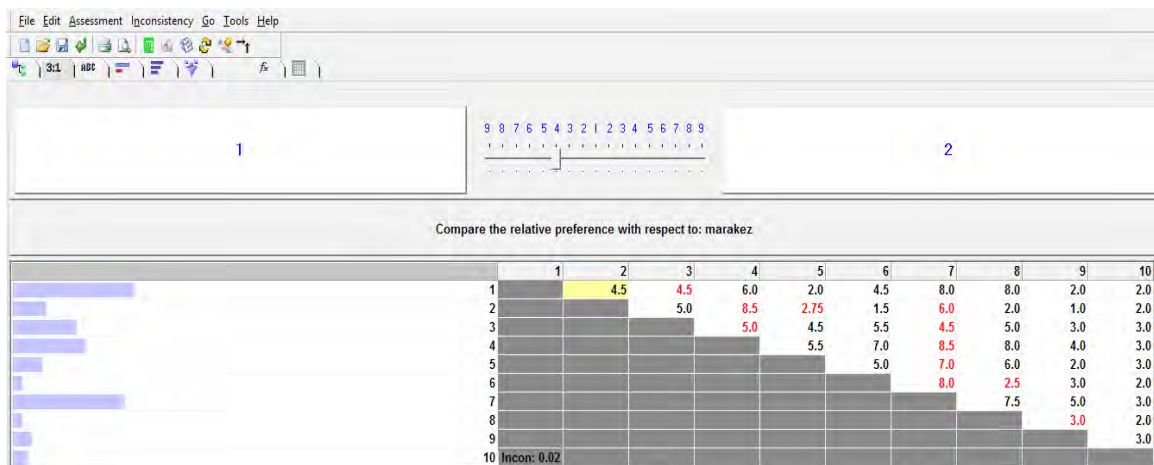 File Edit Assessment Inconsistency Go Tools Help
3:1 ABC fx
9 8 7 6 5 4 3 2 1 2 3 4 5 6 7 8 9
1 2
Compare the relative preference with respect to: marakez
1 2 3 4 5 6 7 8 9 10
1 4.5 4.5 6.0 2.0 4.5 8.0 8.0 2.0 2.0
2 5.0 8.5 2.75 1.5 6.0 2.0 1.0 2.0
3 5.0 4.5 5.5 4.5 5.0 3.0 3.0
4 5.5 7.0 8.5 8.0 4.0 3.0
5 5.0 7.0 6.0 2.0 3.0
6 8.0 2.5 3.0 2.0
7 7.5 5.0 3.0
8 3.0 2.0
9 3.0
10 Incon: 0.02